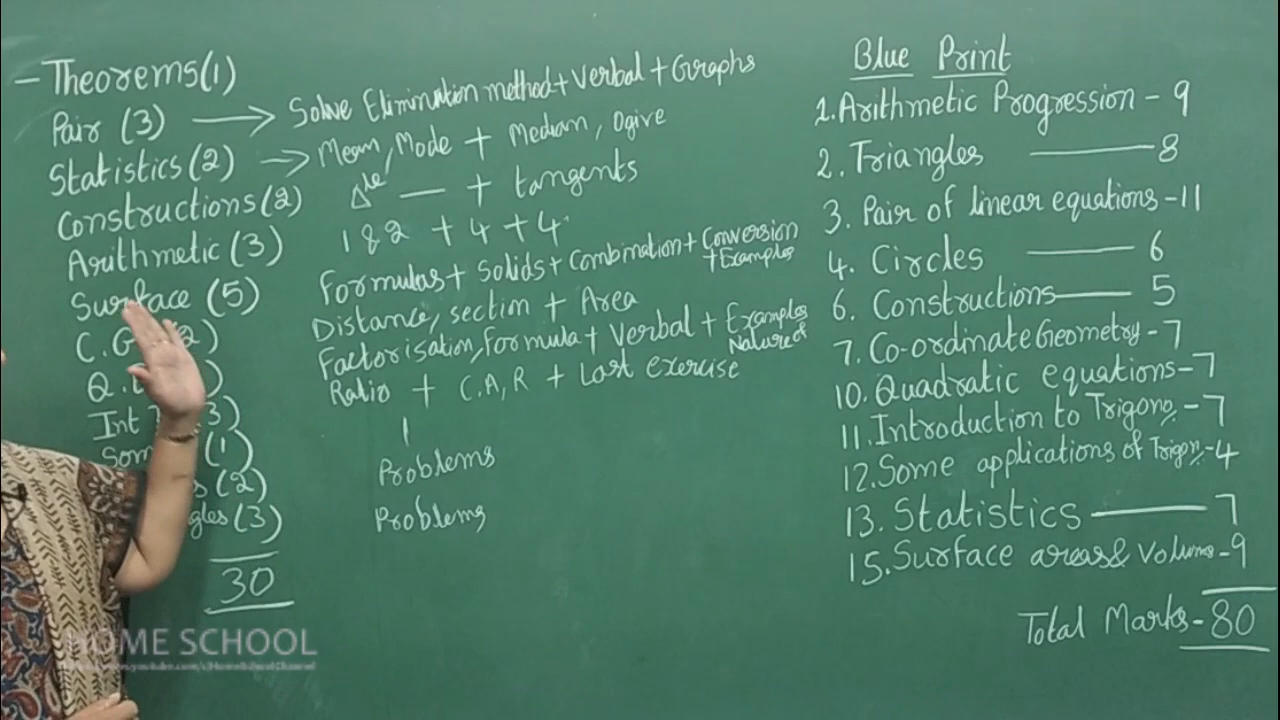 – Theorems (1)
Pair (3) → Solve Elimination method + Verbal + Graphs
Statistics (2) → Mean, Mode + Median, Ogive
Constructions (2) Δle — + tangents
Arithmetic (3) 1 & 2 + 4 + 4
Surface (5) Formulas + Solids + Combination + Conversion
+ Examples
C. G 2) Distance, section + Area
Q. ) Factorisation, Formula + Verbal + Examples
Nature of
Int 3) Ratio + C.A, R + Last exercise
Som (1) 1
s (2) Problems
gles (3) Problems
30
Blue Print
1. Arithmetic Progression - 9
2. Triangles — 8
3. Pair of linear equations - 11
4. Circles — 6
6. Constructions — 5
7. Co-ordinate Geometry - 7
10. Quadratic equations - 7
11. Introduction to Trigono - 7
12. Some applications of Trigon - 4
13. Statistics — 7
15. Surface areas & Volums - 9
Total Marks - 80
HOME SCHOOL